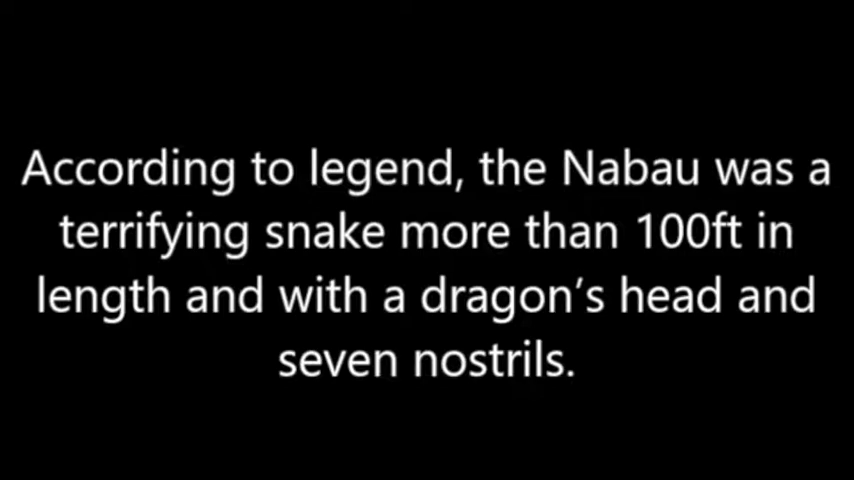 According to legend, the Nabau was a
terrifying snake more than 100ft in
length and with a dragon’s head and
seven nostrils.